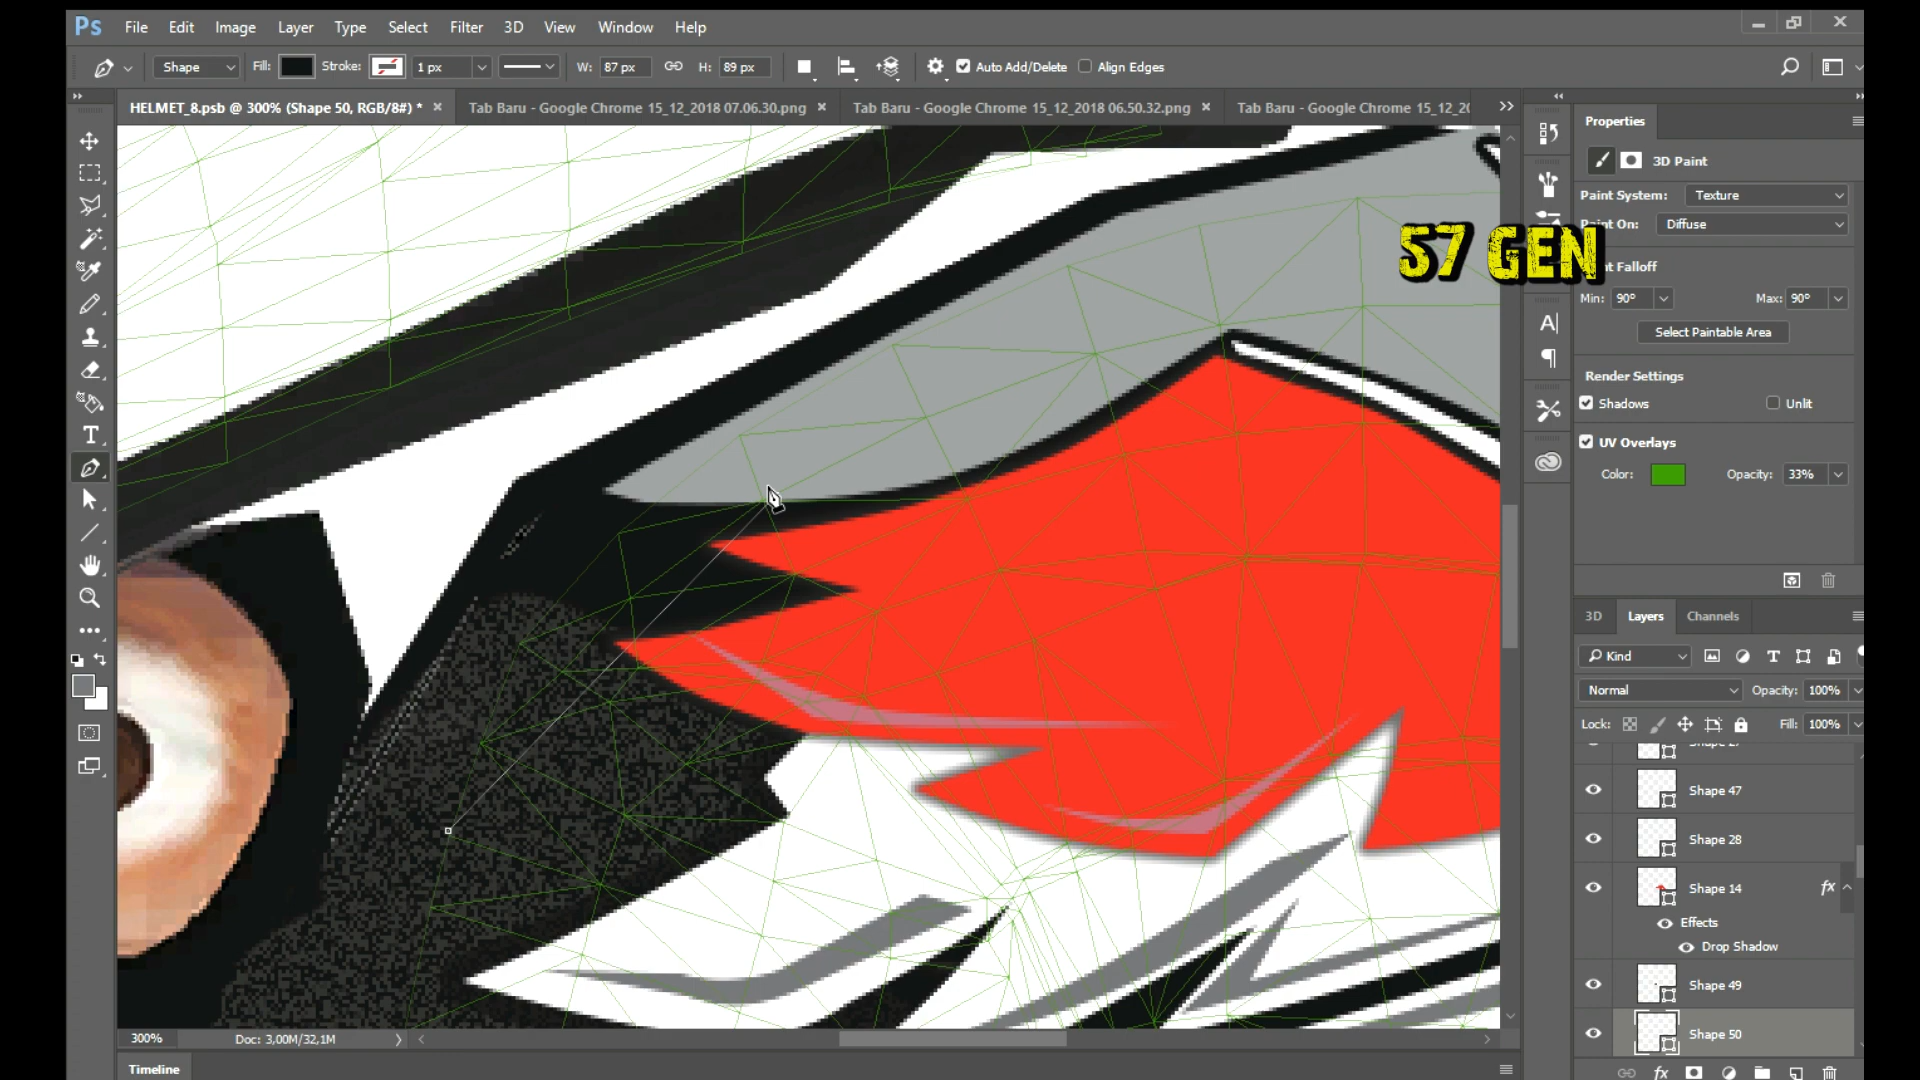 Ps File Edit Image Layer Type Select Filter 3D View Window Help
Shape Fill: Stroke: 1 px W: 87 px H: 89 px Auto Add/Delete Align Edges
HELMET_8.psb @ 300% (Shape 50, RGB/8#) * Tab Baru - Google Chrome 15_12_2018 07.06.30.png Tab Baru - Google Chrome 15_12_2018 06.50.32.png Tab Baru - Google Chrome 15_12_20
Properties
3D Paint
Paint System: Texture
On: Diffuse
57 GEN
Falloff
Min: 90° Max: 90°
Select Paintable Area
Render Settings
Shadows Unlit
UV Overlays
Color: Opacity: 33%
3D Layers Channels
Kind
Normal Opacity: 100%
Lock: Fill: 100%
Shape 47
Shape 28
Shape 14 fx
Effects
Drop Shadow
Shape 49
Shape 50
300% Doc: 3,00M/32,1M
Timeline
fx